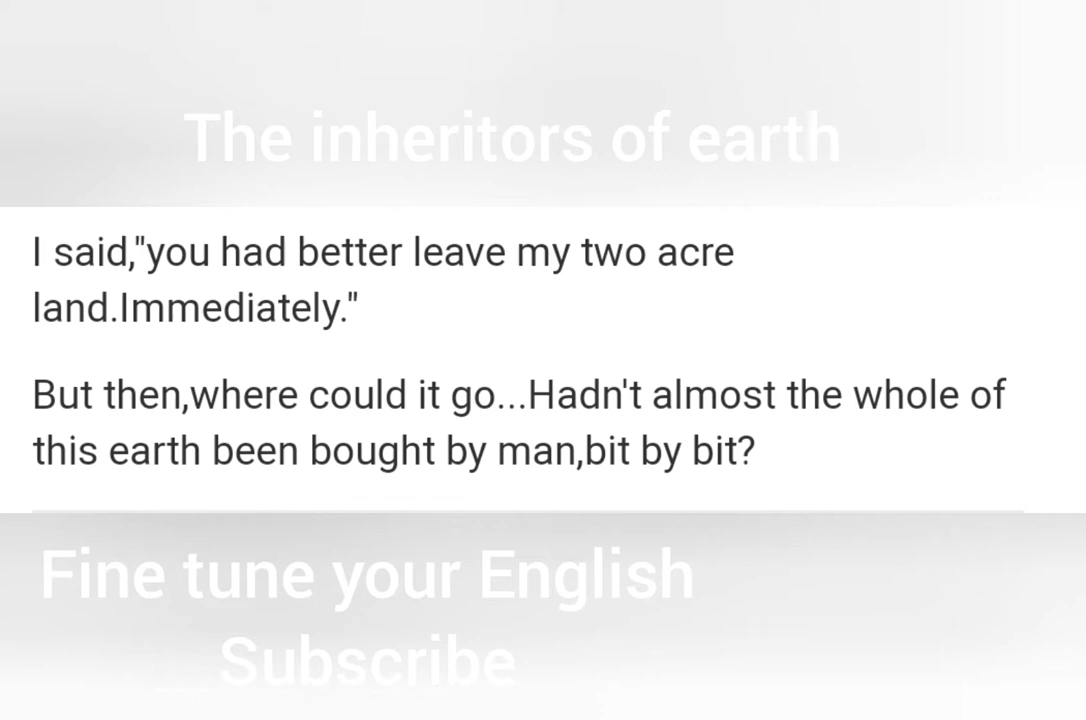 The inheritors of earth
I said,"you had better leave my two acre
land.Immediately."
But then,where could it go...Hadn't almost the whole of
this earth been bought by man,bit by bit?
Fine tune your English
Subscribe